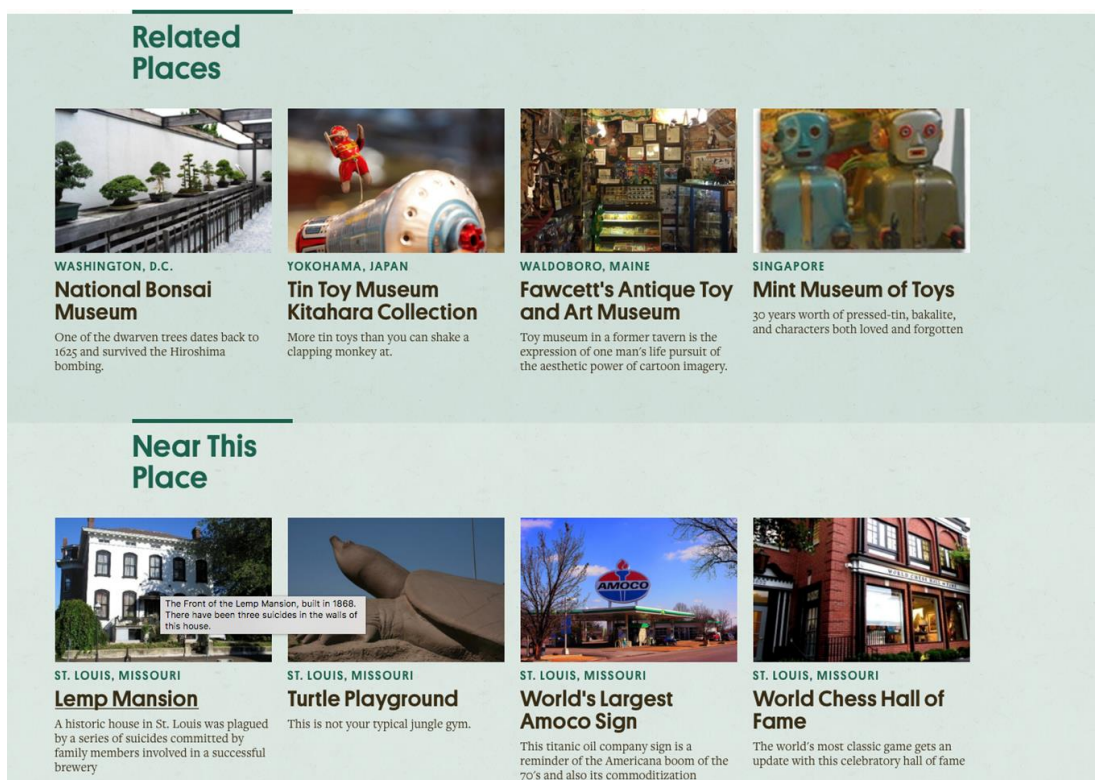 Related
Places
WASHINGTON, D.C.
National Bonsai
Museum
One of the dwarven trees dates back to
1625 and survived the Hiroshima
bombing.
YOKOHAMA, JAPAN
Tin Toy Museum
Kitahara Collection
More tin toys than you can shake a
clapping monkey at.
WALDOBORO, MAINE
Fawcett's Antique Toy
and Art Museum
Toy museum in a former tavern is the
expression of one man's life pursuit of
the aesthetic power of cartoon imagery.
SINGAPORE
Mint Museum of Toys
30 years worth of pressed-tin, bakalite,
and characters both loved and forgotten
Near This
Place
The Front of the Lemp Mansion, built in 1868.
There have been three suicides in the walls of
this house.
AMOCO
WORLD CHESS HALL OF FAME
ST. LOUIS, MISSOURI
Lemp Mansion
A historic house in St. Louis was plagued
by a series of suicides committed by
family members involved in a successful
brewery
ST. LOUIS, MISSOURI
Turtle Playground
This is not your typical jungle gym.
ST. LOUIS, MISSOURI
World's Largest
Amoco Sign
This titanic oil company sign is a
reminder of the Americana boom of the
70's and also its commoditization
ST. LOUIS, MISSOURI
World Chess Hall of
Fame
The world's most classic game gets an
update with this celebratory hall of fame